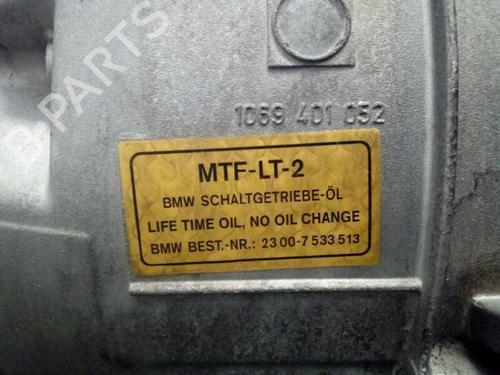 B-PARTS
1069 401 052
MTF-LT-2
BMW SCHALTGETRIEBE-ÖL
LIFE TIME OIL, NO OIL CHANGE
BMW BEST.-NR.: 23 00-7 533 513